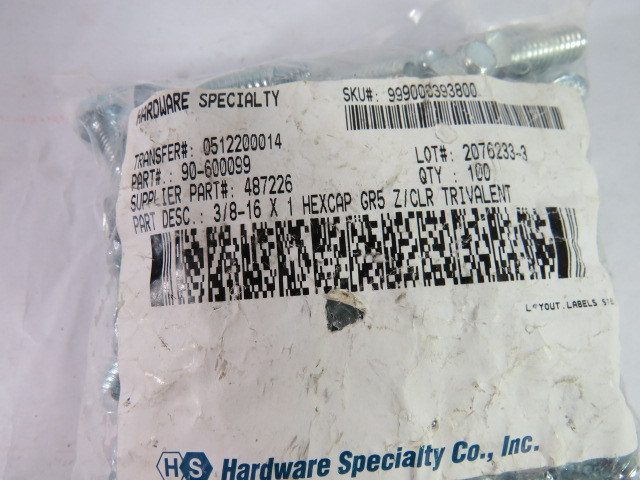 HARDWARE SPECIALTY SKU#: 999000393800
TRANSFER#: 0512200014 LOT#: 2076233-3
PART#: 90-600099 QTY : 100
SUPPLIER PART#: 487226
PART DESC.: 3/8-16 X 1 HEXCAP GR5 Z/CLR TRIVALENT
LAYOUT.LABELS
HS Hardware Specialty Co., Inc.